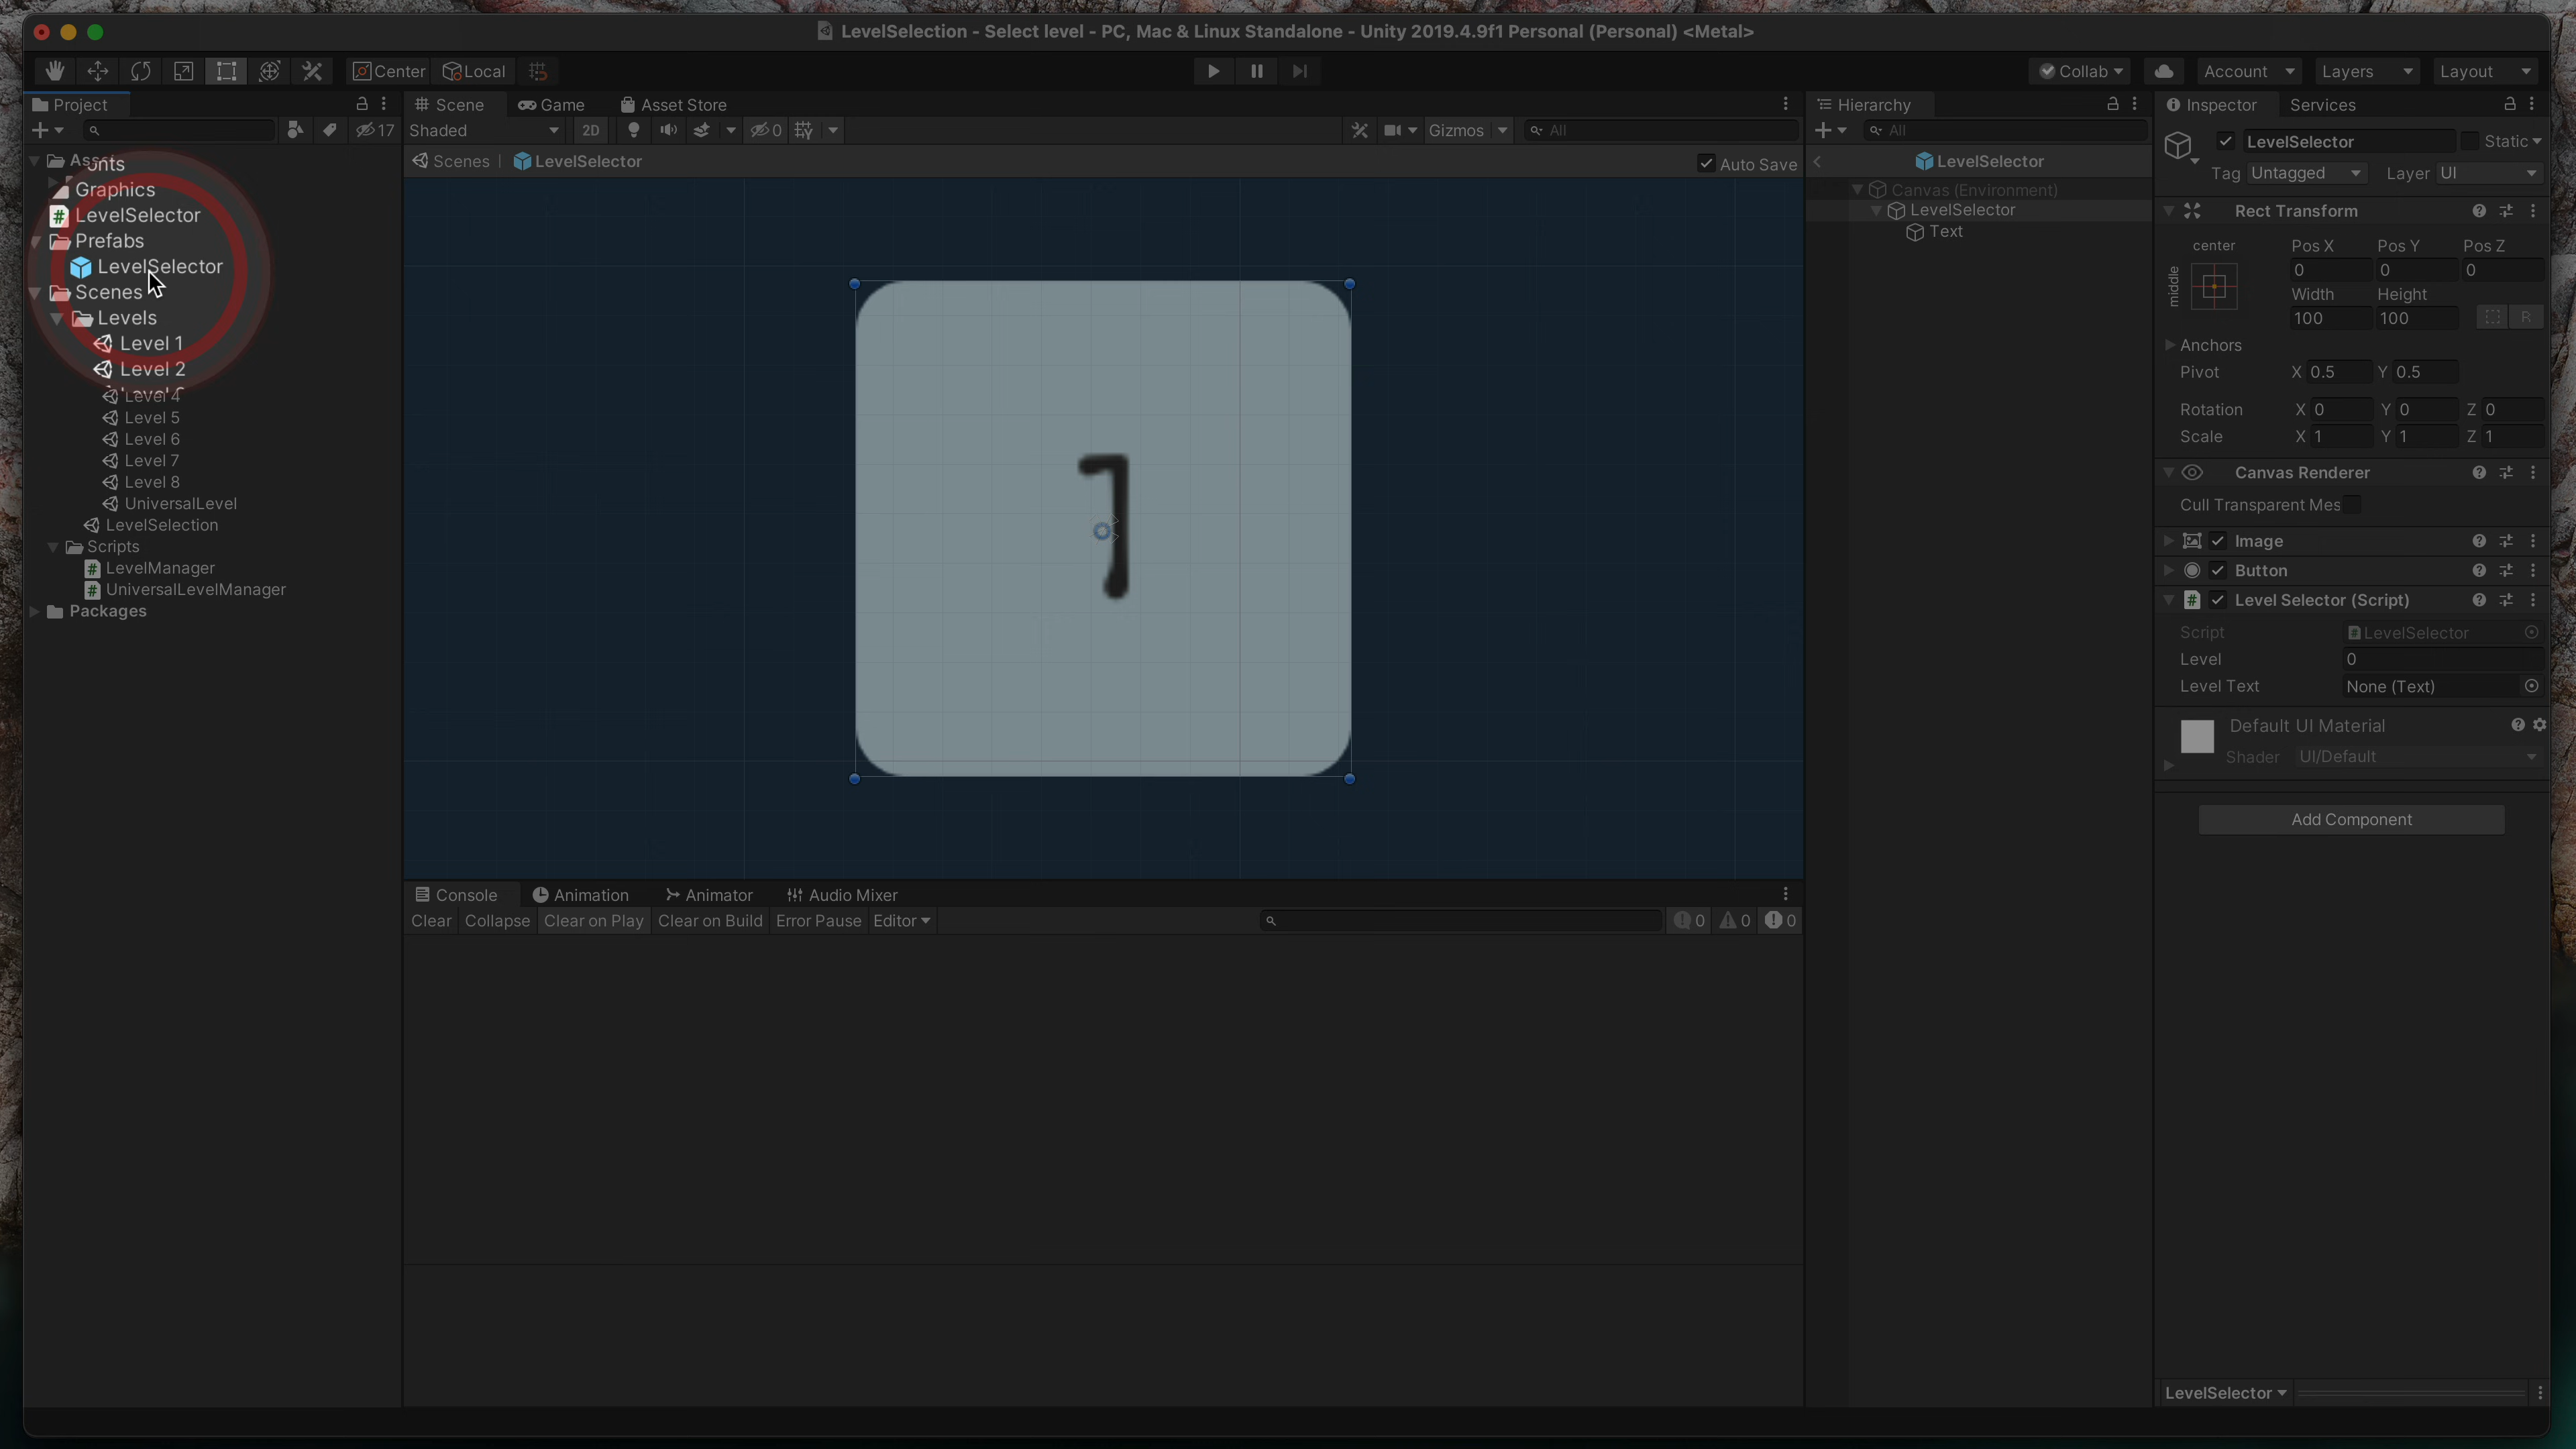 LevelSelection - Select level - PC, Mac & Linux Standalone - Unity 2019.4.9f1 Personal (Personal) <Metal>
Center
Local
Collab
Account
Layers
Layout
Project
17
Assets
Graphics
LevelSelector
Prefabs
LevelSelector
Scenes
Levels
Level 1
Level 2
Level 4
Level 5
Level 6
Level 7
Level 8
UniversalLevel
LevelSelection
Scripts
LevelManager
UniversalLevelManager
Packages
Scene
Game
Asset Store
Shaded
2D
0
Gizmos
All
Scenes
LevelSelector
Auto Save
1
Console
Animation
Animator
Audio Mixer
Clear
Collapse
Clear on Play
Clear on Build
Error Pause
Editor
0
0
0
Hierarchy
All
LevelSelector
Canvas (Environment)
LevelSelector
Text
Inspector
Services
LevelSelector
Static
Tag Untagged
Layer UI
Rect Transform
center
middle
Pos X Pos Y Pos Z
0 0 0
Width Height
100 100
R
Anchors
Pivot X 0.5 Y 0.5
Rotation X 0 Y 0 Z 0
Scale X 1 Y 1 Z 1
Canvas Renderer
Cull Transparent Mes
Image
Button
Level Selector (Script)
Script LevelSelector
Level 0
Level Text None (Text)
Default UI Material
Shader UI/Default
Add Component
LevelSelector